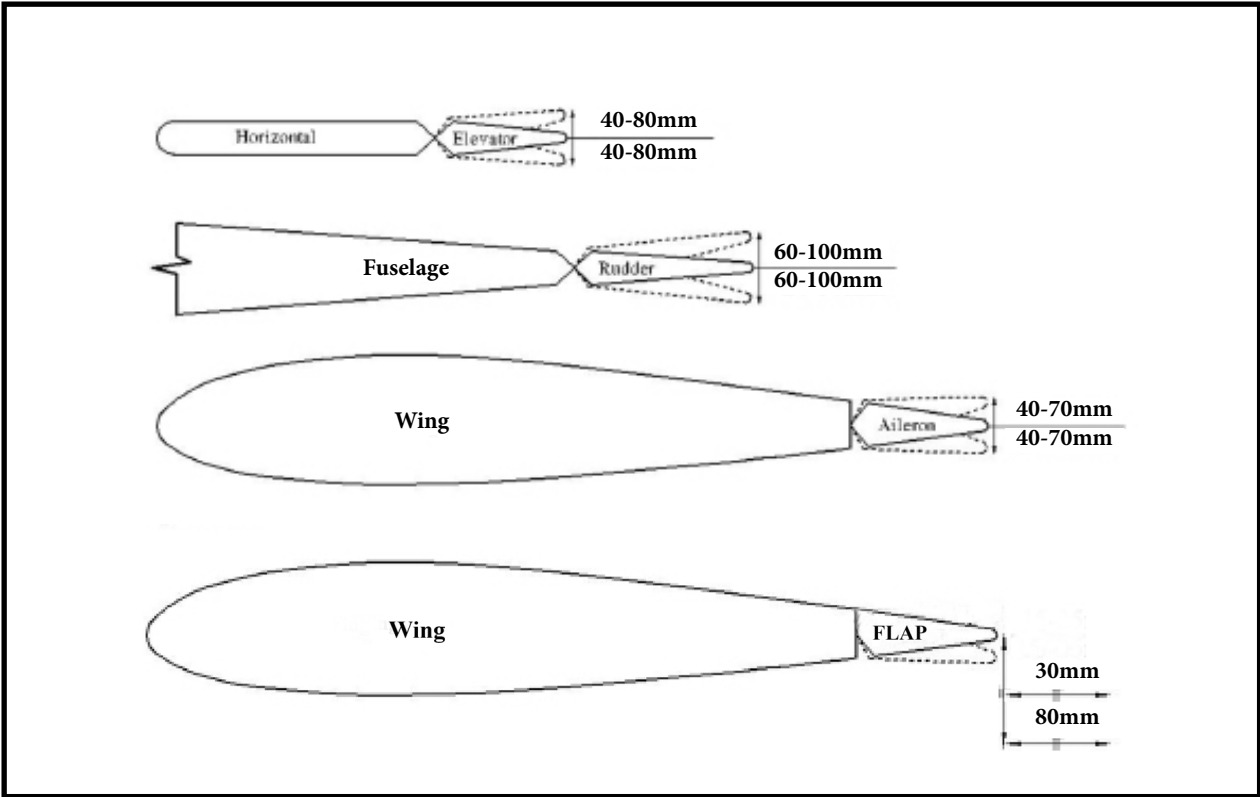 40-80mm
Horizontal
Elevator
40-80mm
60-100mm
Fuselage
Rudder
60-100mm
40-70mm
Wing
Aileron
40-70mm
Wing
FLAP
30mm
80mm